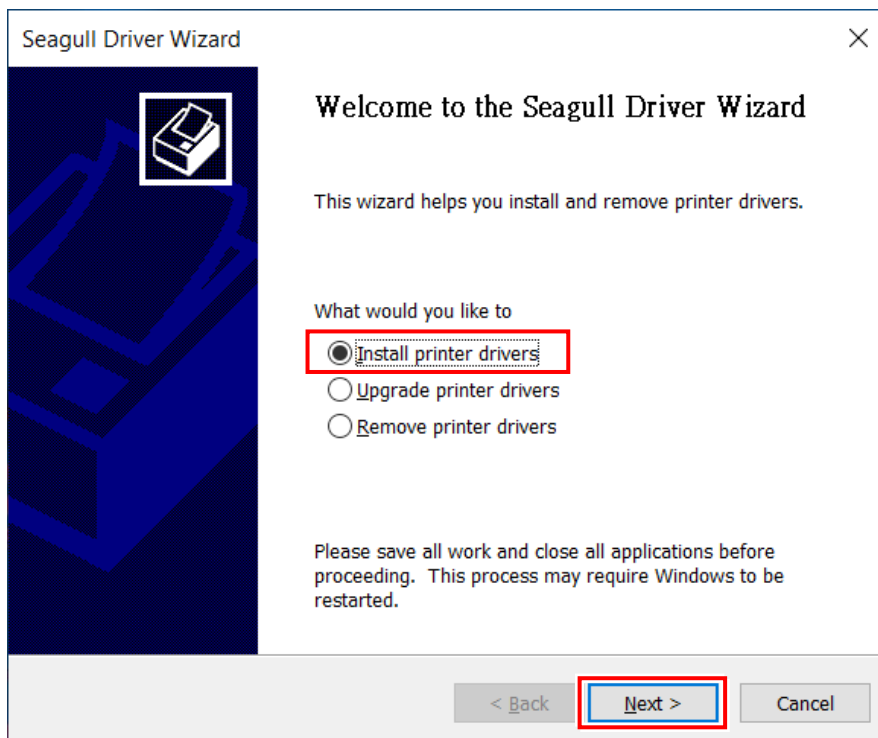 Seagull Driver Wizard
Welcome to the Seagull Driver Wizard
This wizard helps you install and remove printer drivers.
What would you like to
Install printer drivers
Upgrade printer drivers
Remove printer drivers
Please save all work and close all applications before
proceeding.  This process may require Windows to be
restarted.
< Back
Next >
Cancel